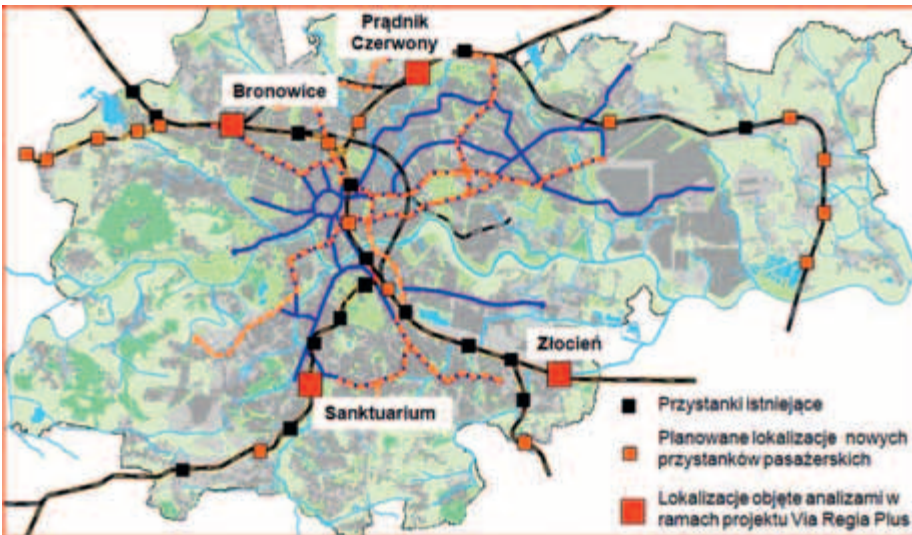 Prądnik
Czerwony
Bronowice
Złocień
Sanktuarium
Przystanki istniejące
Planowane lokalizacje nowych
przystanków pasażerskich
Lokalizacje objęte analizami w
ramach projektu Via Regia Plus